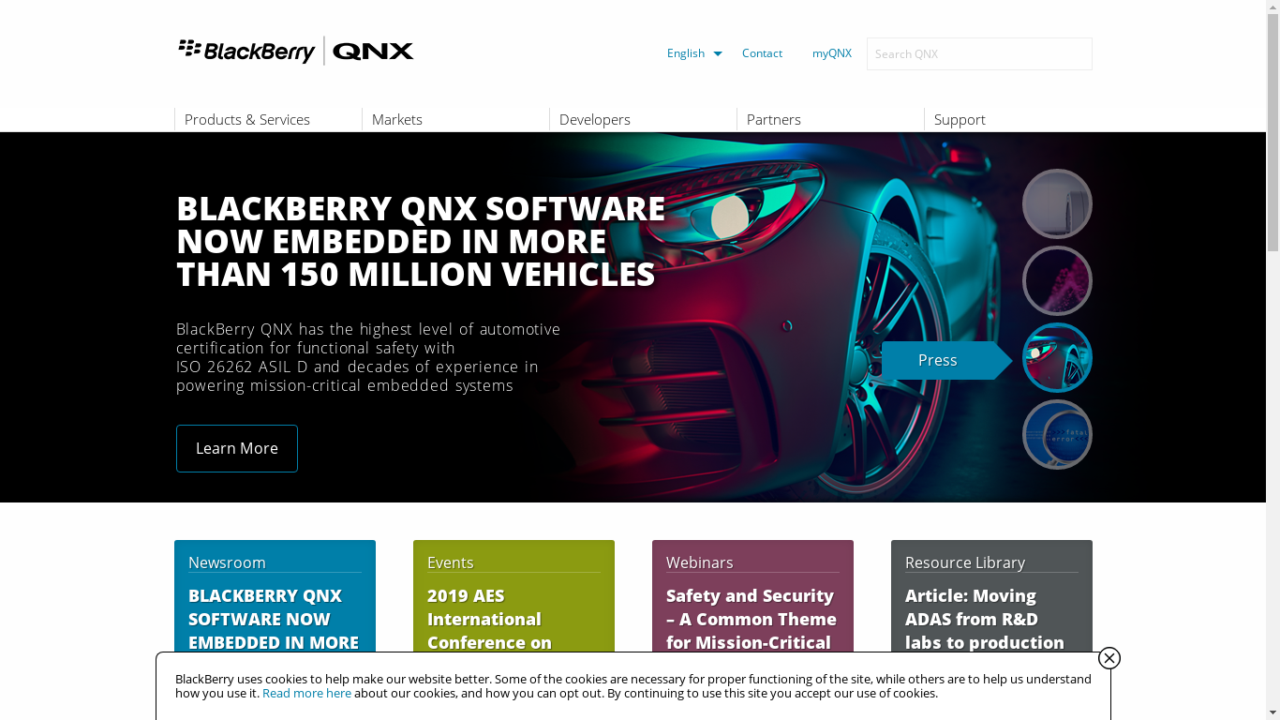 BlackBerry | QNX
English
Contact
myQNX
Search QNX
Products & Services
Markets
Developers
Partners
Support
BLACKBERRY QNX SOFTWARE
NOW EMBEDDED IN MORE
THAN 150 MILLION VEHICLES
BlackBerry QNX has the highest level of automotive
certification for functional safety with
ISO 26262 ASIL D and decades of experience in
powering mission-critical embedded systems
Press
Learn More
Newsroom
BLACKBERRY QNX
SOFTWARE NOW
EMBEDDED IN MORE
Events
2019 AES
International
Conference on
Webinars
Safety and Security
– A Common Theme
for Mission-Critical
Resource Library
Article: Moving
ADAS from R&D
labs to production
BlackBerry uses cookies to help make our website better. Some of the cookies are necessary for proper functioning of the site, while others are to help us understand
how you use it. Read more here about our cookies, and how you can opt out. By continuing to use this site you accept our use of cookies.